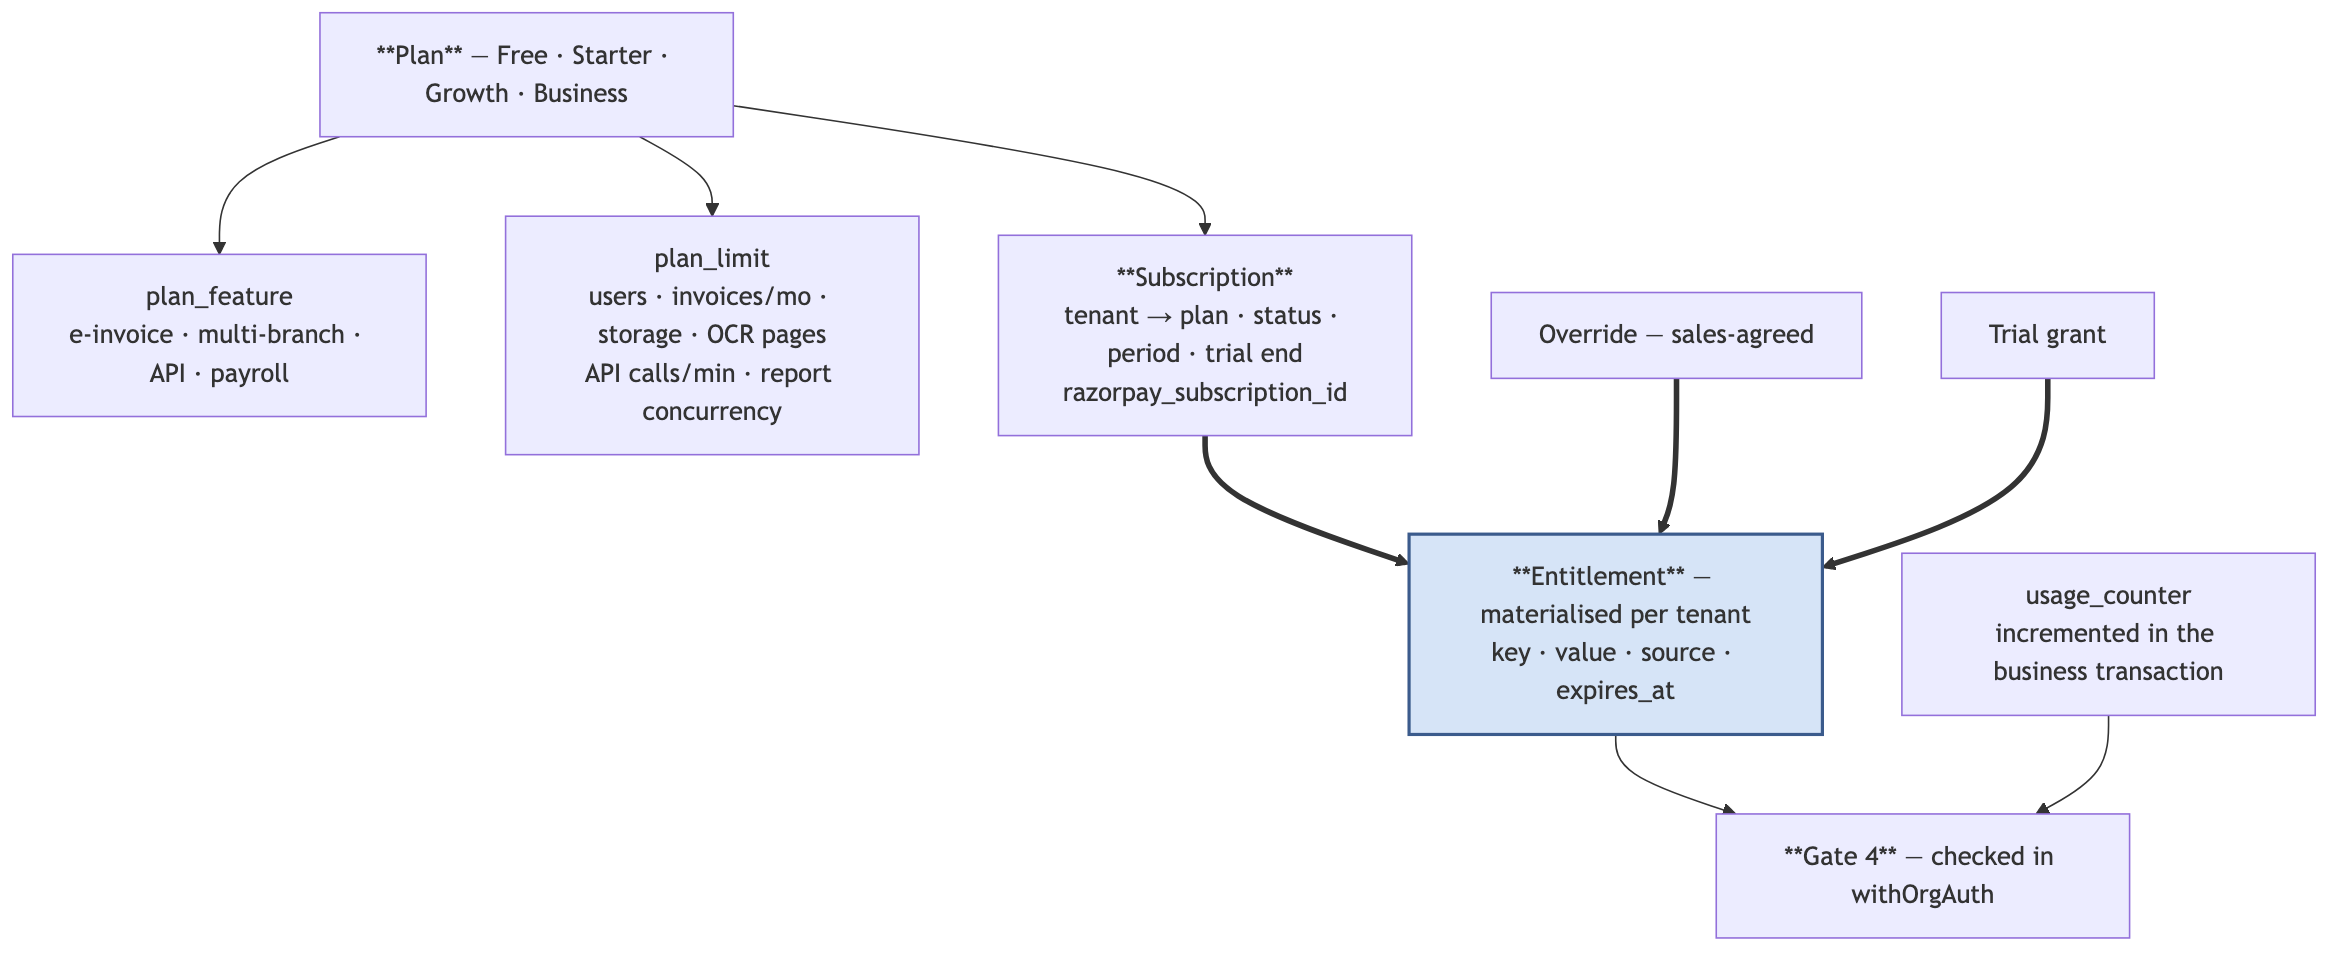 **Plan** — Free · Starter ·
Growth · Business
plan_feature
e-invoice · multi-branch ·
API · payroll
plan_limit
users · invoices/mo ·
storage · OCR pages
API calls/min · report
concurrency
**Subscription**
tenant → plan · status ·
period · trial end
razorpay_subscription_id
Override — sales-agreed
Trial grant
**Entitlement** —
materialised per tenant
key · value · source ·
expires_at
usage_counter
incremented in the
business transaction
**Gate 4** — checked in
withOrgAuth